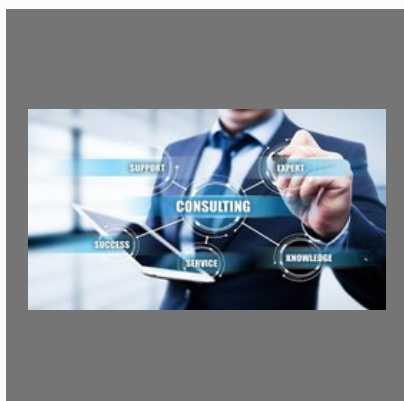 SUPPORT
EXPERT
CONSULTING
SUCCESS
SERVICE
KNOWLEDGE